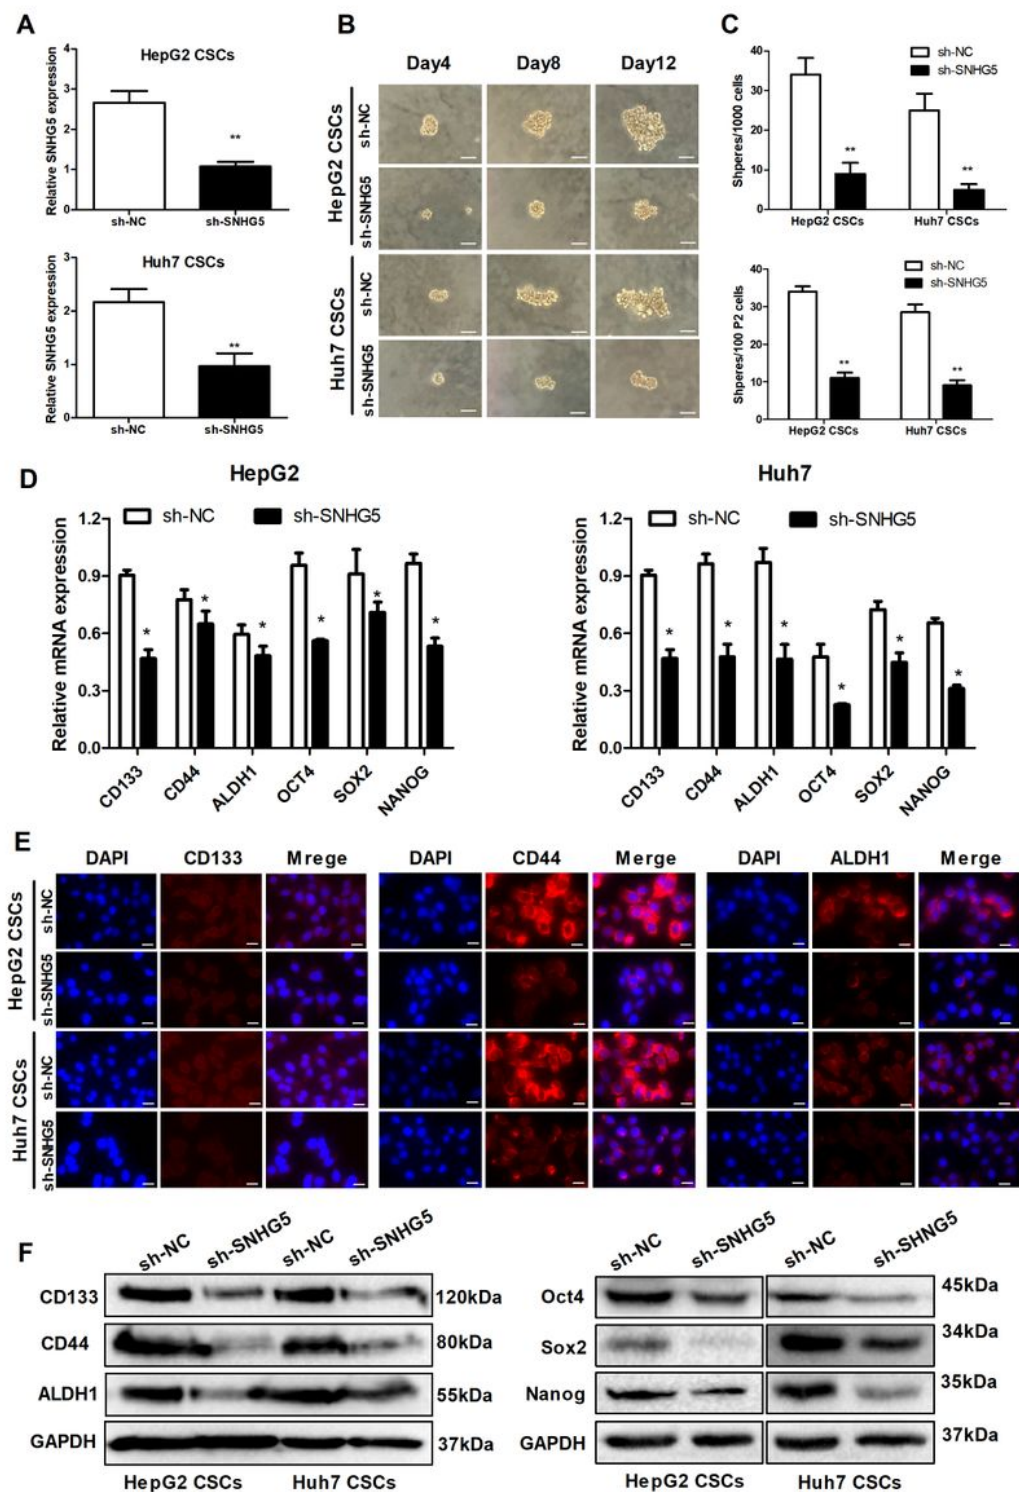 A
HepG2 CSCs
Relative SNHG5 expression
4
3
2
1
0
**
sh-NC
sh-SNHG5
Huh7 CSCs
Relative SNHG5 expression
3
2
1
0
**
sh-NC
sh-SNHG5
B
Day4 Day8 Day12
HepG2 CSCs
sh-NC
sh-SNHG5
Huh7 CSCs
sh-NC
sh-SNHG5
C
sh-NC
sh-SNHG5
Shperes/1000 cells
40
30
20
10
0
** **
HepG2 CSCs Huh7 CSCs
sh-NC
sh-SNHG5
Shperes/100 P2 cells
40
30
20
10
0
** **
HepG2 CSCs Huh7 CSCs
D
HepG2
sh-NC sh-SNHG5
Relative mRNA expression
1.2
0.9
0.6
0.3
0.0
* * * * * *
CD133 CD44 ALDH1 OCT4 SOX2 NANOG
Huh7
sh-NC sh-SNHG5
Relative mRNA expression
1.2
0.9
0.6
0.3
0.0
* * * * * *
CD133 CD44 ALDH1 OCT4 SOX2 NANOG
E
DAPI CD133 Mrege DAPI CD44 Merge DAPI ALDH1 Merge
HepG2 CSCs
sh-NC
sh-SNHG5
Huh7 CSCs
sh-NC
sh-SNHG5
F
sh-NC sh-SNHG5 sh-NC sh-SNHG5
CD133 120kDa
CD44 80kDa
ALDH1 55kDa
GAPDH 37kDa
HepG2 CSCs Huh7 CSCs
sh-NC sh-SNHG5 sh-NC sh-SHNG5
Oct4 45kDa
Sox2 34kDa
Nanog 35kDa
GAPDH 37kDa
HepG2 CSCs Huh7 CSCs